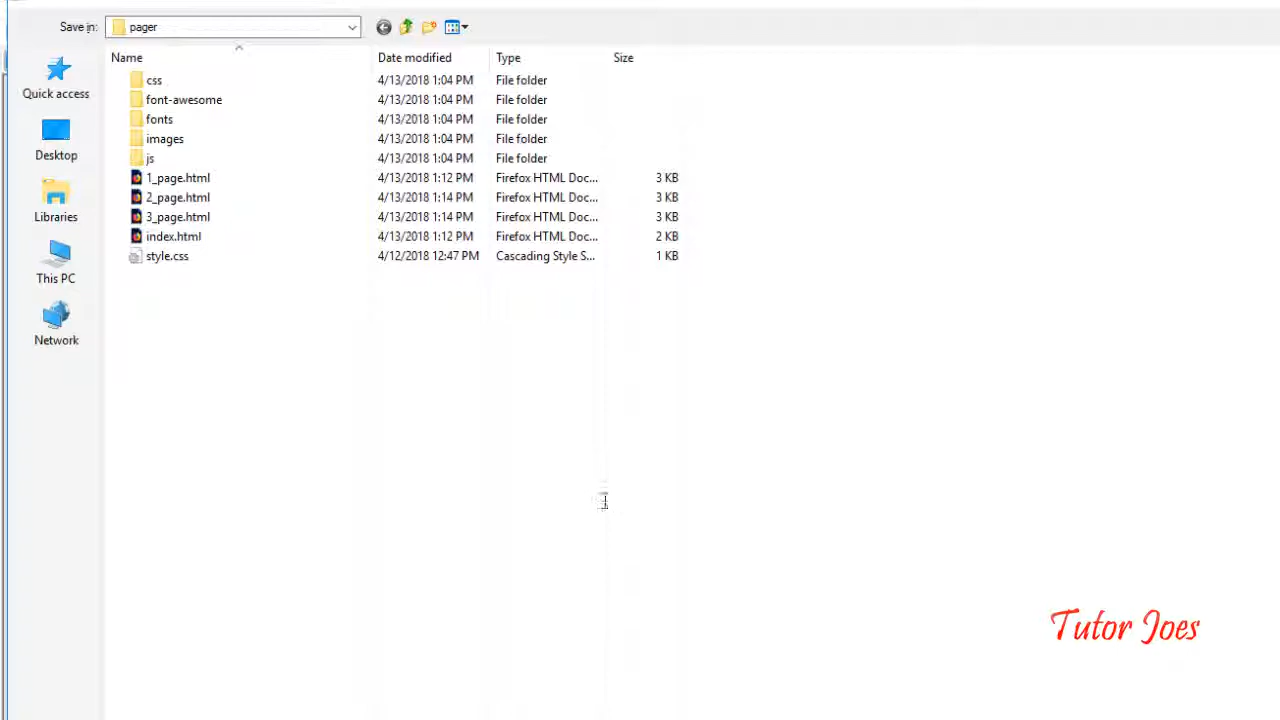 Save in: pager
Name Date modified Type Size
css 4/13/2018 1:04 PM File folder
font-awesome 4/13/2018 1:04 PM File folder
fonts 4/13/2018 1:04 PM File folder
images 4/13/2018 1:04 PM File folder
js 4/13/2018 1:04 PM File folder
1_page.html 4/13/2018 1:12 PM Firefox HTML Doc... 3 KB
2_page.html 4/13/2018 1:14 PM Firefox HTML Doc... 3 KB
3_page.html 4/13/2018 1:14 PM Firefox HTML Doc... 3 KB
index.html 4/13/2018 1:12 PM Firefox HTML Doc... 2 KB
style.css 4/12/2018 12:47 PM Cascading Style S... 1 KB
Quick access
Desktop
Libraries
This PC
Network
Tutor Joes